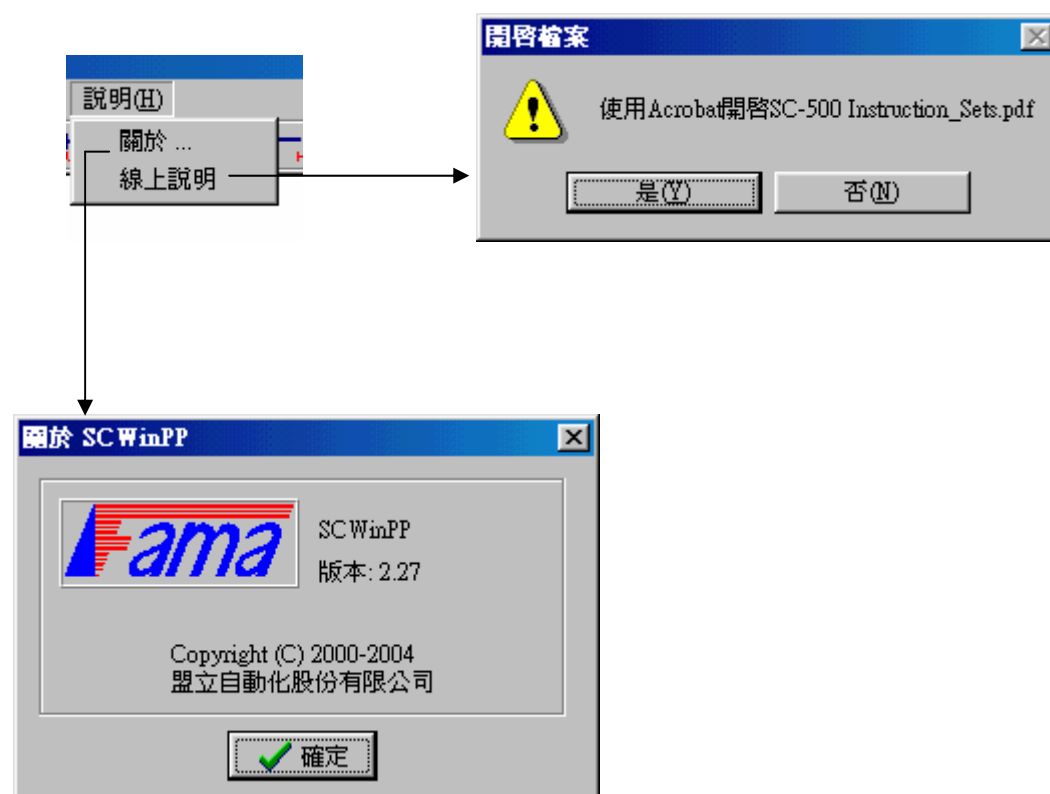 說明(H)
關於 ...
線上說明
開啓檔案
使用Acrobat開啓SC-500 Instruction_Sets.pdf
是(Y)
否(N)
關於 SCWinPP
Fama
SCWinPP
版本: 2.27
Copyright (C) 2000-2004
盟立自動化股份有限公司
確定